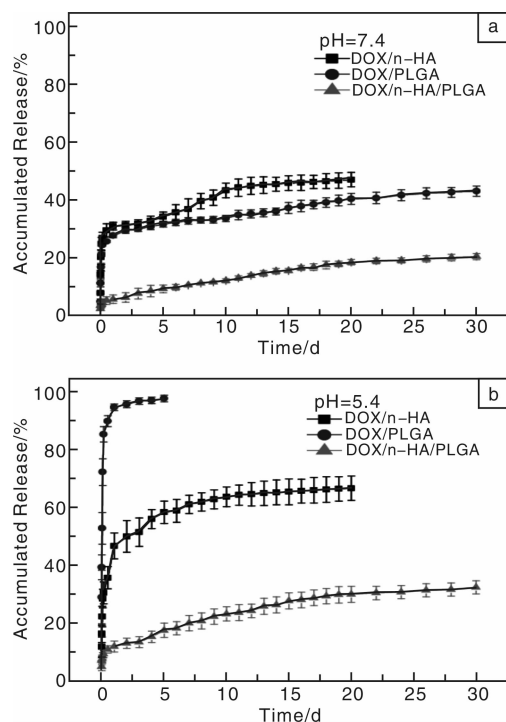 a
pH=7.4
DOX/n-HA
DOX/PLGA
DOX/n-HA/PLGA
Accumulated Release/%
100
80
60
40
20
0
0 5 10 15 20 25 30
Time/d
b
pH=5.4
DOX/n-HA
DOX/PLGA
DOX/n-HA/PLGA
Accumulated Release/%
100
80
60
40
20
0
0 5 10 15 20 25 30
Time/d